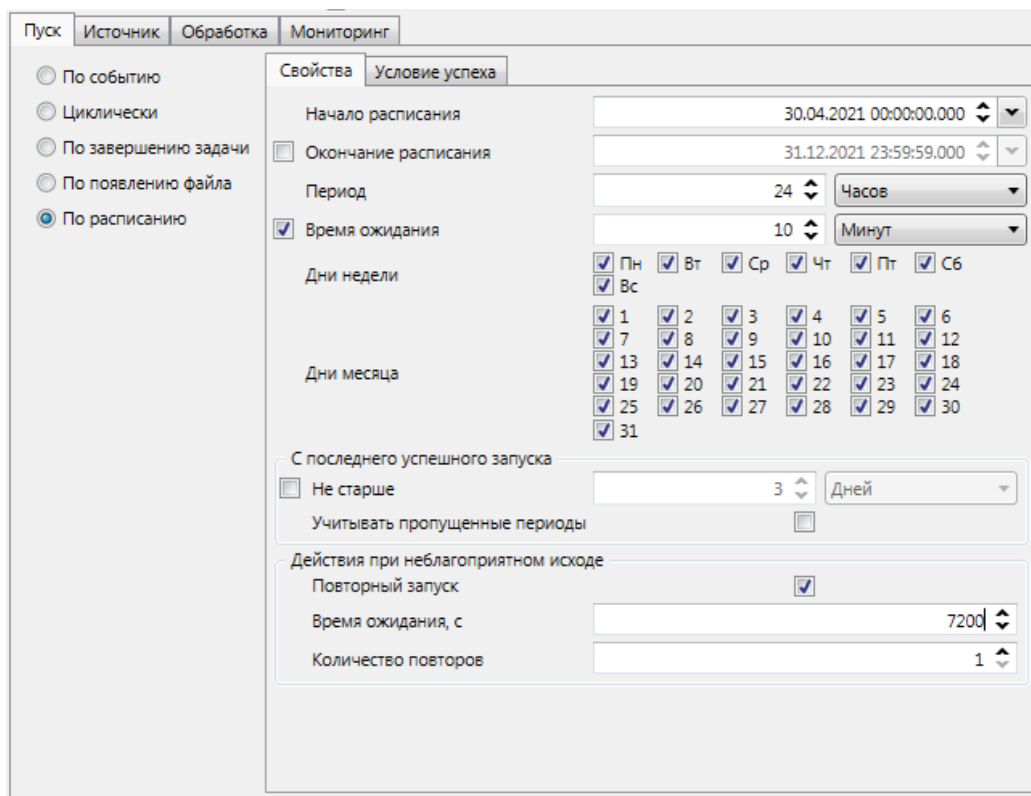 Пуск Источник Обработка Мониторинг
По событию
Циклически
По завершению задачи
По появлению файла
По расписанию
Свойства Условие успеха
Начало расписания 30.04.2021 00:00:00.000
Окончание расписания 31.12.2021 23:59:59.000
Период 24 Часов
Время ожидания 10 Минут
Дни недели Пн Вт Ср Чт Пт Сб
Вс
Дни месяца
1 2 3 4 5 6
7 8 9 10 11 12
13 14 15 16 17 18
19 20 21 22 23 24
25 26 27 28 29 30
31
С последнего успешного запуска
Не старше 3 Дней
Учитывать пропущенные периоды
Действия при неблагоприятном исходе
Повторный запуск
Время ожидания, с 7200
Количество повторов 1